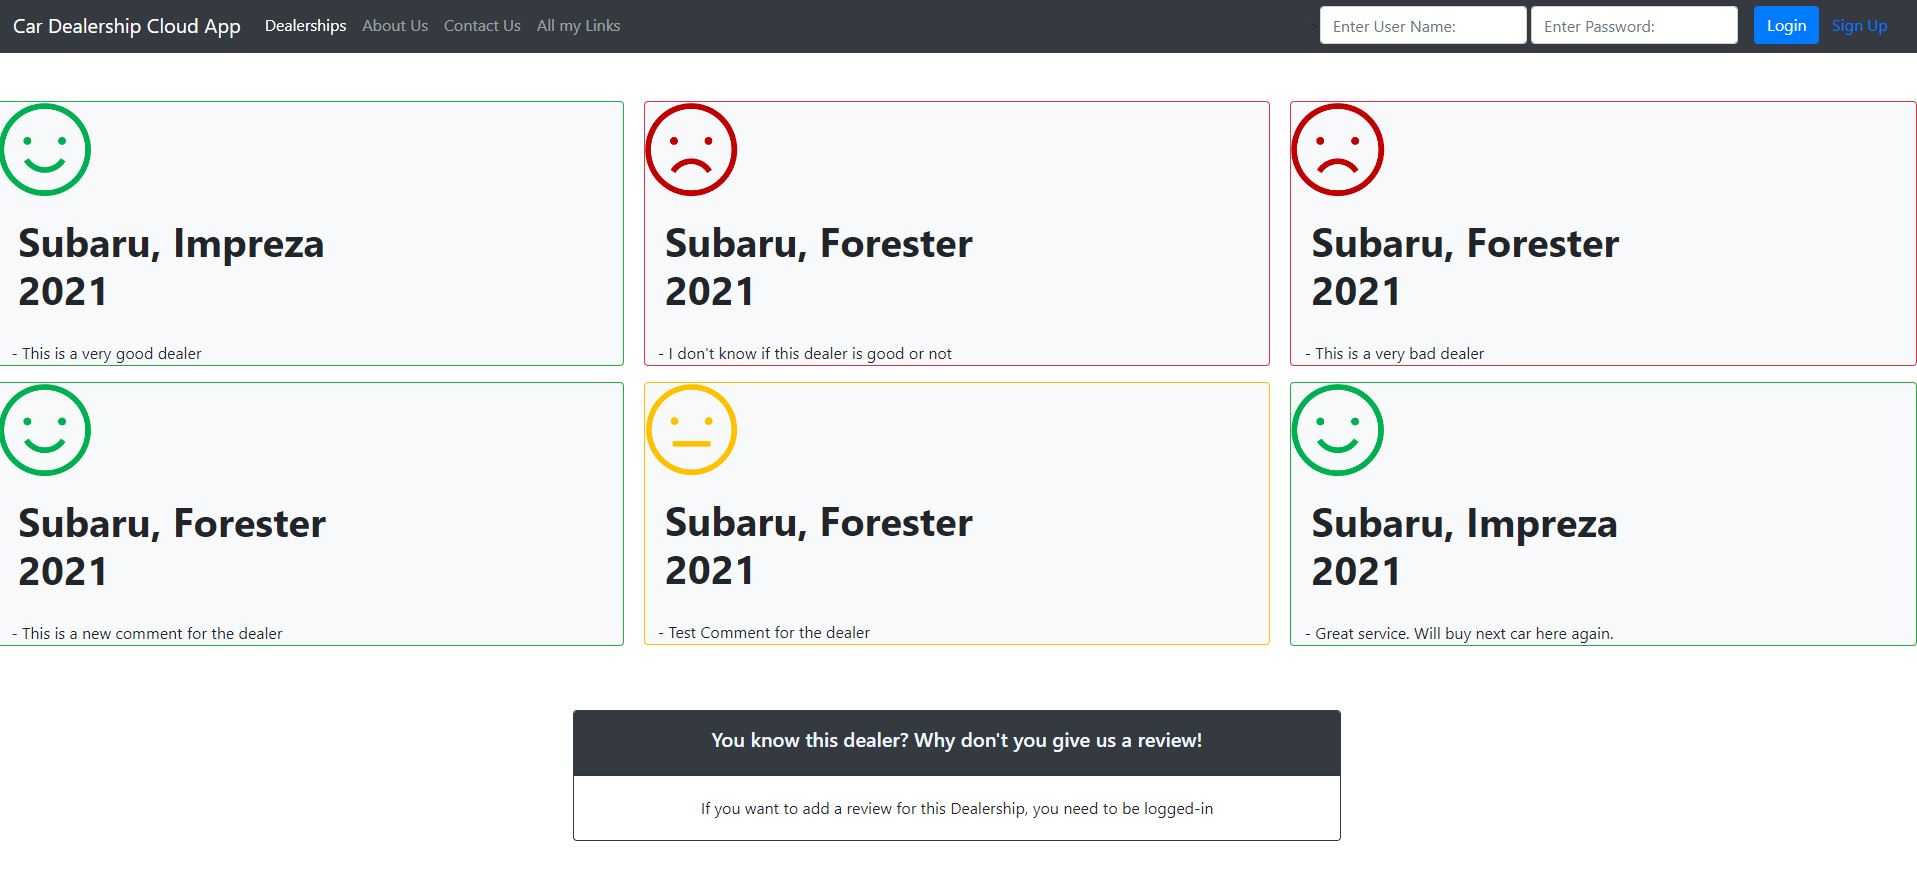 Car Dealership Cloud App Dealerships About Us Contact Us All my Links > Enter User Name: Enter Password: Login Sign Up
Subaru, Impreza
2021
- This is a very good dealer
Subaru, Forester
2021
- I don't know if this dealer is good or not
Subaru, Forester
2021
- This is a very bad dealer
Subaru, Forester
2021
- This is a new comment for the dealer
Subaru, Forester
2021
- Test Comment for the dealer
Subaru, Impreza
2021
- Great service. Will buy next car here again.
You know this dealer? Why don't you give us a review!
If you want to add a review for this Dealership, you need to be logged-in